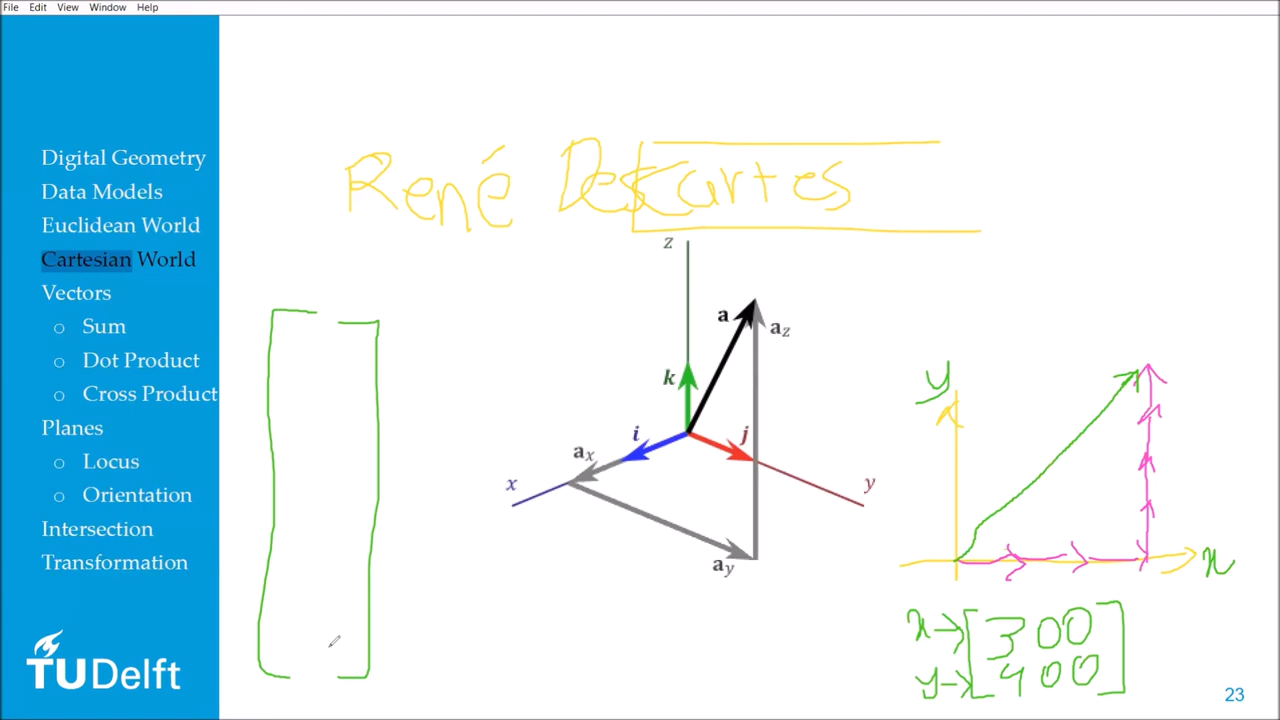 File Edit View Window Help
Digital Geometry
Data Models
Euclidean World
Cartesian World
Vectors
o Sum
o Dot Product
o Cross Product
Planes
o Locus
o Orientation
Intersection
Transformation
TUDelft
René Descartes
z
a
a_z
k
i
j
a_x
x
y
a_y
y
x
x → [300
y → 400]
23